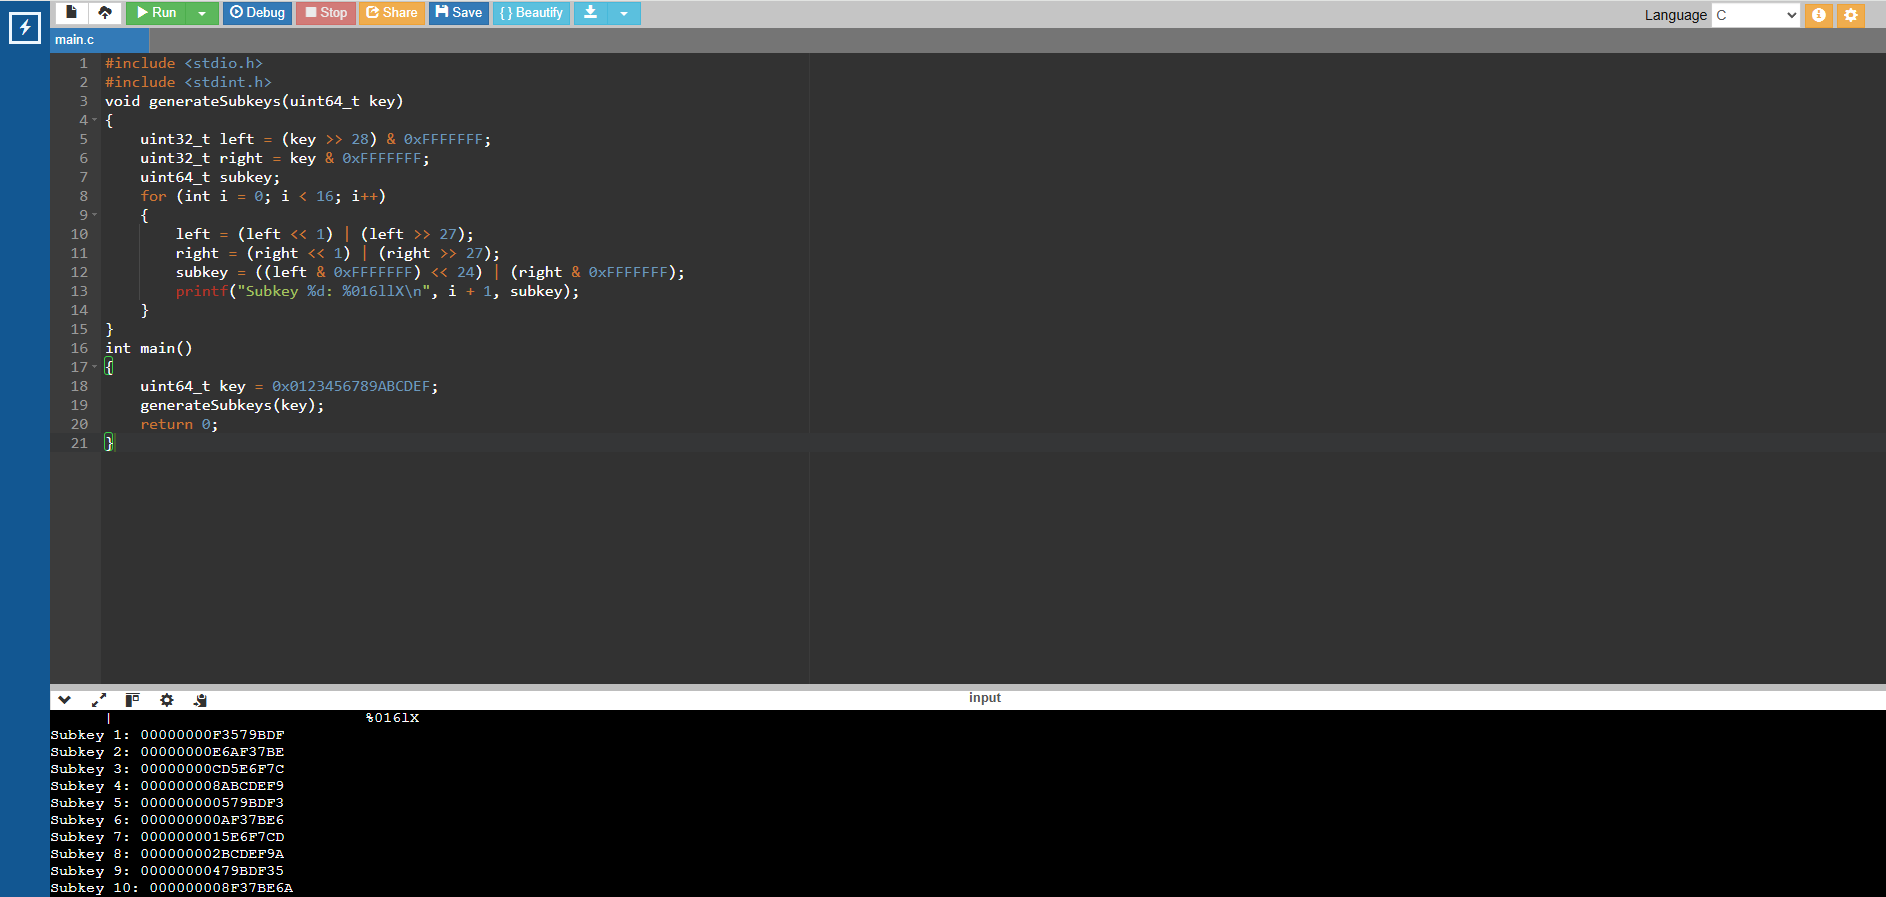 Run Debug Stop Share Save { } Beautify Language C
main.c
1 #include <stdio.h>
2 #include <stdint.h>
3 void generateSubkeys(uint64_t key)
4 {
5     uint32_t left = (key >> 28) & 0xFFFFFFF;
6     uint32_t right = key & 0xFFFFFFF;
7     uint64_t subkey;
8     for (int i = 0; i < 16; i++)
9     {
10         left = (left << 1) | (left >> 27);
11         right = (right << 1) | (right >> 27);
12         subkey = ((left & 0xFFFFFFF) << 24) | (right & 0xFFFFFFF);
13         printf("Subkey %d: %016llX\n", i + 1, subkey);
14     }
15 }
16 int main()
17 {
18     uint64_t key = 0x0123456789ABCDEF;
19     generateSubkeys(key);
20     return 0;
21 }
input
| %016lX
Subkey 1: 00000000F3579BDF
Subkey 2: 00000000E6AF37BE
Subkey 3: 00000000CD5E6F7C
Subkey 4: 000000008ABCDEF9
Subkey 5: 000000000579BDF3
Subkey 6: 000000000AF37BE6
Subkey 7: 0000000015E6F7CD
Subkey 8: 000000002BCDEF9A
Subkey 9: 00000000479BDF35
Subkey 10: 000000008F37BE6A